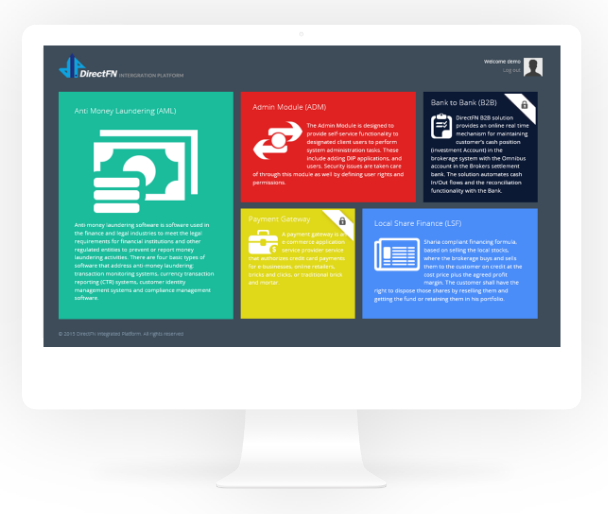 DirectFN INTERGRATION PLATFORM
Welcome demo
Log out
Anti Money Laundering (AML)
Anti money laundering software is software used in
the finance and legal industries to meet the legal
requirements for financial institutions and other
regulated entities to prevent or report money
laundering activities. There are four basic types of
software that address anti-money laundering:
transaction monitoring systems, currency transaction
reporting (CTR) systems, customer identity
management systems and compliance management
software.
Admin Module (ADM)
The Admin Module is designed to
provide self service functionality to
designated client users to perform
system administration tasks. These
include adding DIP applications, and
users. Security issues are taken care
of through this module as well by defining user rights and
permissions.
Bank to Bank (B2B)
DirectFN B2B solution
provides an online real time
mechanism for maintaining
customer's cash position
(Investment Account) in the
brokerage system with the Omnibus
account in the Brokers settlement
bank. The solution automates cash
In/Out flows and the reconciliation
functionality with the Bank.
Payment Gateway
A payment gateway is an
e-commerce application
service provider service
that authorizes credit card payments
for e-businesses, online retailers,
bricks and clicks, or traditional brick
and mortar.
Local Share Finance (LSF)
Sharia compliant financing formula,
based on selling the local stocks,
where the brokerage buys and sells
them to the customer on credit at the
cost price plus the agreed profit
margin. The customer shall have the
right to dispose those shares by reselling them and
getting the fund or retaining them in his portfolio.
© 2015 DirectFN Integrates Platform. All rights reserved